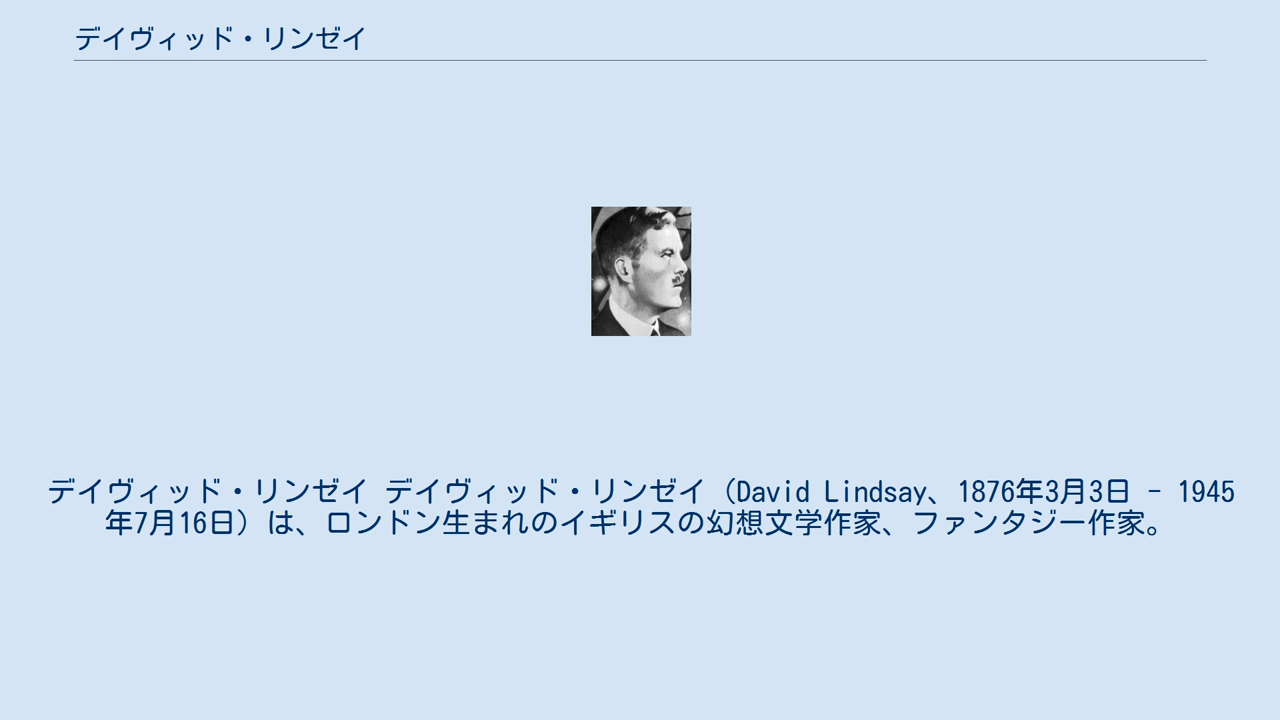 デイヴィッド・リンゼイ
デイヴィッド・リンゼイ デイヴィッド・リンゼイ（David Lindsay、1876年3月3日 - 1945
年7月16日）は、ロンドン生まれのイギリスの幻想文学作家、ファンタジー作家。